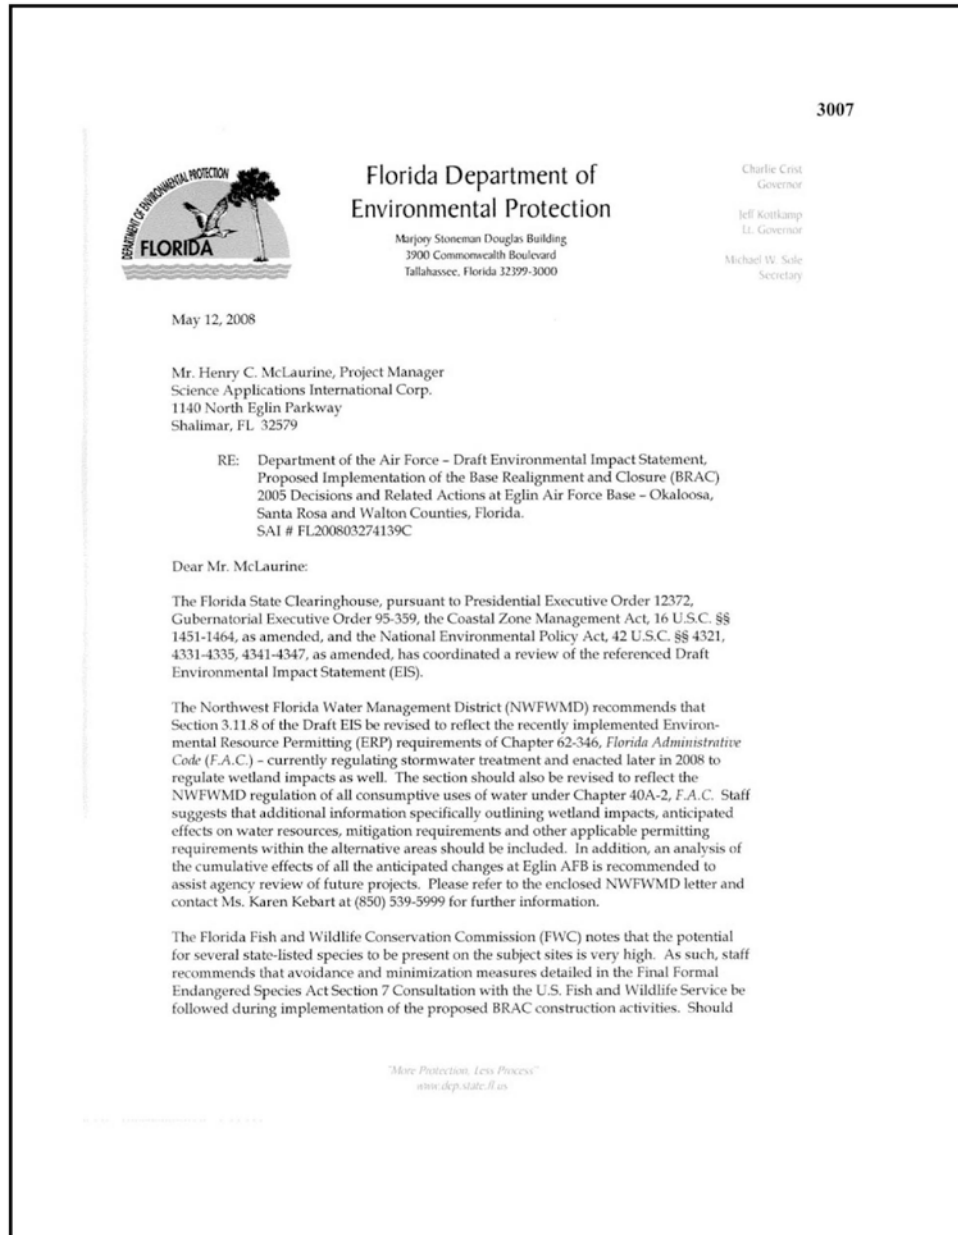 3007
DEPARTMENT OF ENVIRONMENTAL PROTECTION
FLORIDA
Florida Department of
Environmental Protection
Marjory Stoneman Douglas Building
3900 Commonwealth Boulevard
Tallahassee, Florida 32399-3000
Charlie Crist
Governor
Jeff Kottkamp
Lt. Governor
Michael W. Sole
Secretary
May 12, 2008
Mr. Henry C. McLaurine, Project Manager
Science Applications International Corp.
1140 North Eglin Parkway
Shalimar, FL 32579
RE: Department of the Air Force – Draft Environmental Impact Statement,
Proposed Implementation of the Base Realignment and Closure (BRAC)
2005 Decisions and Related Actions at Eglin Air Force Base – Okaloosa,
Santa Rosa and Walton Counties, Florida.
SAI # FL200803274139C
Dear Mr. McLaurine:
The Florida State Clearinghouse, pursuant to Presidential Executive Order 12372,
Gubernatorial Executive Order 95-359, the Coastal Zone Management Act, 16 U.S.C. §§
1451-1464, as amended, and the National Environmental Policy Act, 42 U.S.C. §§ 4321,
4331-4335, 4341-4347, as amended, has coordinated a review of the referenced Draft
Environmental Impact Statement (EIS).
The Northwest Florida Water Management District (NWFWMD) recommends that
Section 3.11.8 of the Draft EIS be revised to reflect the recently implemented Environ-
mental Resource Permitting (ERP) requirements of Chapter 62-346, Florida Administrative
Code (F.A.C.) – currently regulating stormwater treatment and enacted later in 2008 to
regulate wetland impacts as well. The section should also be revised to reflect the
NWFWMD regulation of all consumptive uses of water under Chapter 40A-2, F.A.C. Staff
suggests that additional information specifically outlining wetland impacts, anticipated
effects on water resources, mitigation requirements and other applicable permitting
requirements within the alternative areas should be included. In addition, an analysis of
the cumulative effects of all the anticipated changes at Eglin AFB is recommended to
assist agency review of future projects. Please refer to the enclosed NWFWMD letter and
contact Ms. Karen Kebart at (850) 539-5999 for further information.
The Florida Fish and Wildlife Conservation Commission (FWC) notes that the potential
for several state-listed species to be present on the subject sites is very high. As such, staff
recommends that avoidance and minimization measures detailed in the Final Formal
Endangered Species Act Section 7 Consultation with the U.S. Fish and Wildlife Service be
followed during implementation of the proposed BRAC construction activities. Should
"More Protection, Less Process"
www.dep.state.fl.us